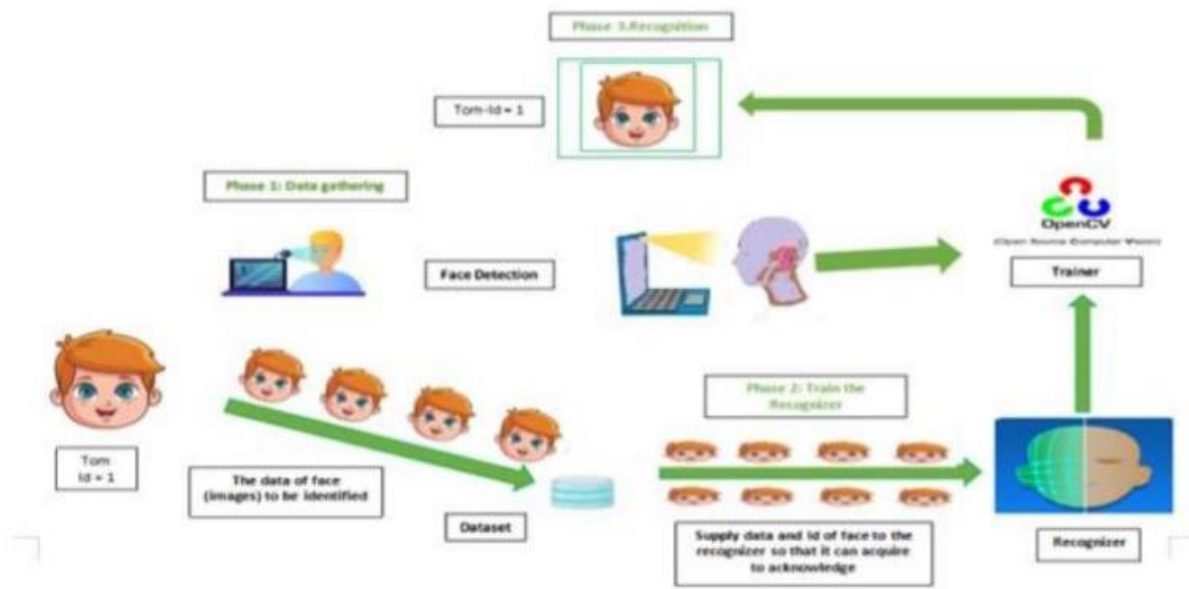 Phase 3.Recognition
Tom-Id = 1
Phase 1: Data gathering
OpenCV
(Open Source Computer Vision)
Face Detection
Trainer
Phase 2: Train the
Recognizer
Tom
Id = 1
The data of face
(images) to be identified
Dataset
Supply data and Id of face to the
recognizer so that it can acquire
to acknowledge
Recognizer